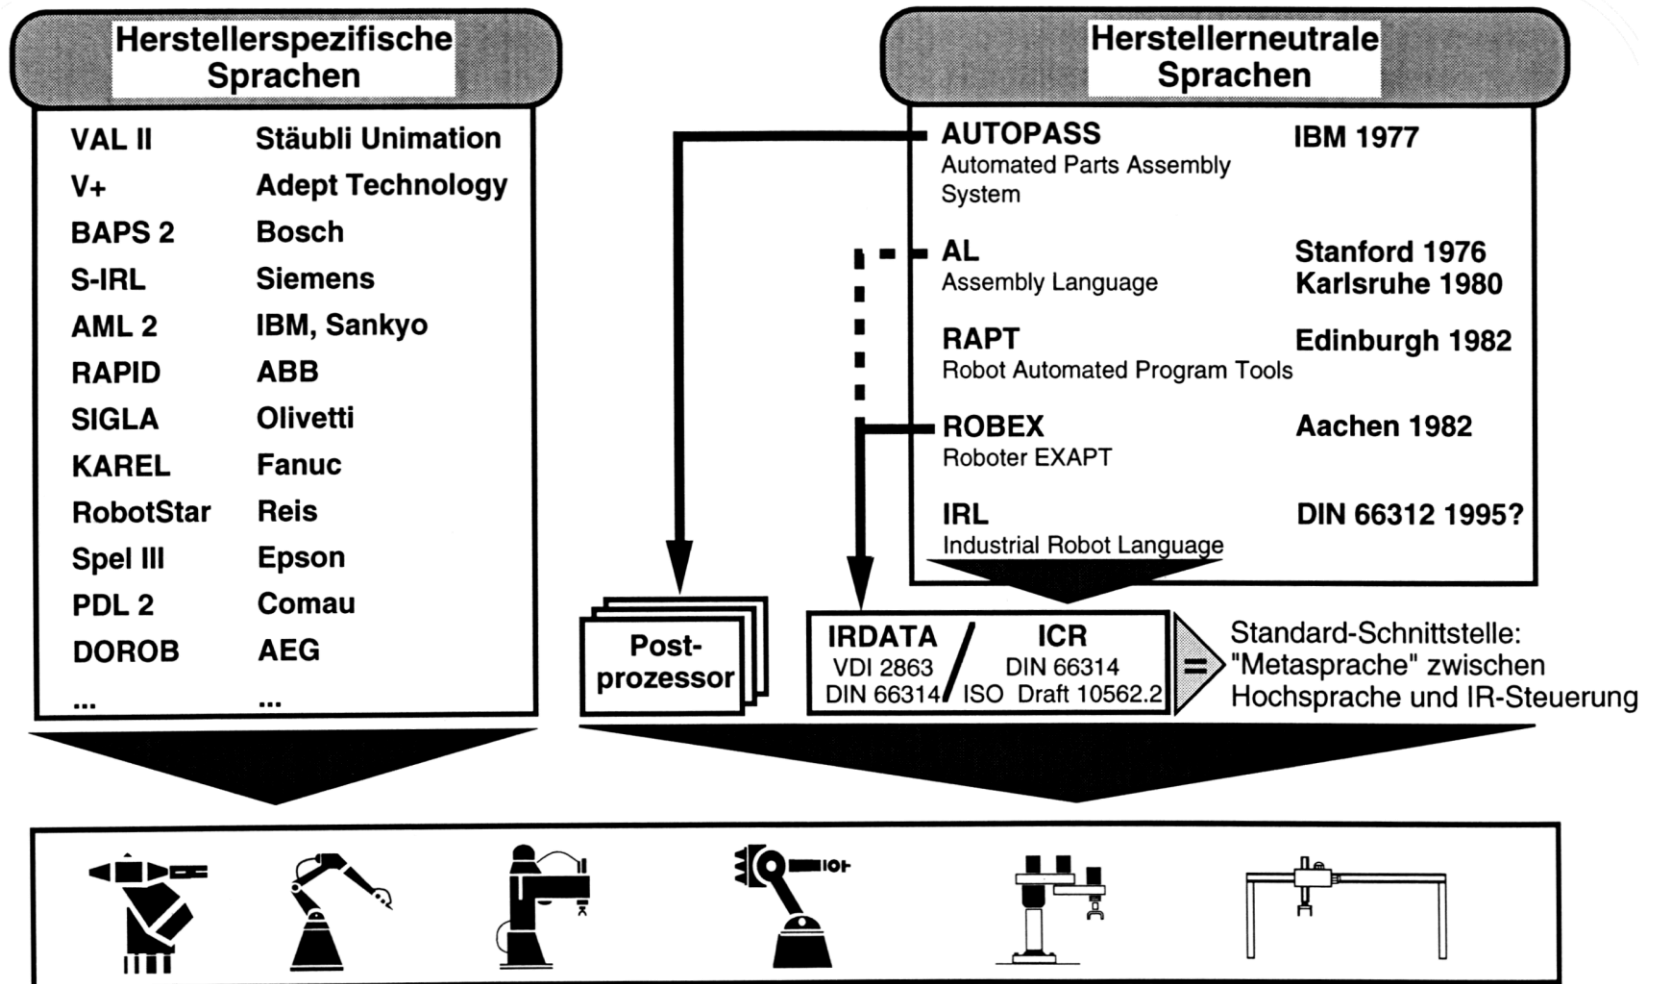 Herstellerspezifische
Sprachen
VAL II Stäubli Unimation
V+ Adept Technology
BAPS 2 Bosch
S-IRL Siemens
AML 2 IBM, Sankyo
RAPID ABB
SIGLA Olivetti
KAREL Fanuc
RobotStar Reis
Spel III Epson
PDL 2 Comau
DOROB AEG
... ...
Herstellerneutrale
Sprachen
AUTOPASS IBM 1977
Automated Parts Assembly
System
AL Stanford 1976
Assembly Language Karlsruhe 1980
RAPT Edinburgh 1982
Robot Automated Program Tools
ROBEX Aachen 1982
Roboter EXAPT
IRL DIN 66312 1995?
Industrial Robot Language
Post-
prozessor
IRDATA / ICR
VDI 2863 DIN 66314
DIN 66314 ISO Draft 10562.2
=
Standard-Schnittstelle:
"Metasprache" zwischen
Hochsprache und IR-Steuerung